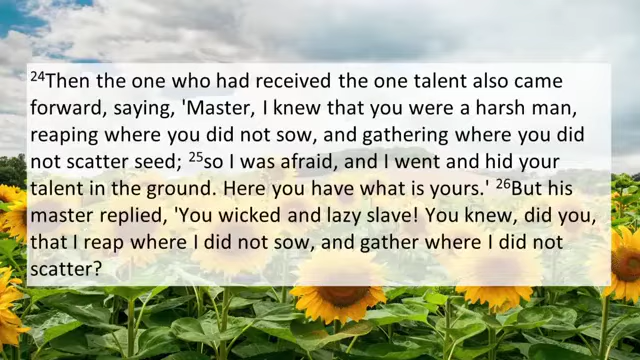 ²⁴Then the one who had received the one talent also came
forward, saying, 'Master, I knew that you were a harsh man,
reaping where you did not sow, and gathering where you did
not scatter seed; ²⁵so I was afraid, and I went and hid your
talent in the ground. Here you have what is yours.' ²⁶But his
master replied, 'You wicked and lazy slave! You knew, did you,
that I reap where I did not sow, and gather where I did not
scatter?